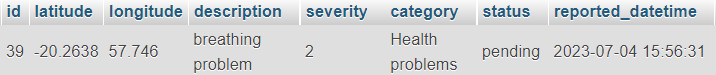 id latitude longitude description severity category status reported_datetime
39 -20.2638 57.746 breathing problem 2 Health problems pending 2023-07-04 15:56:31